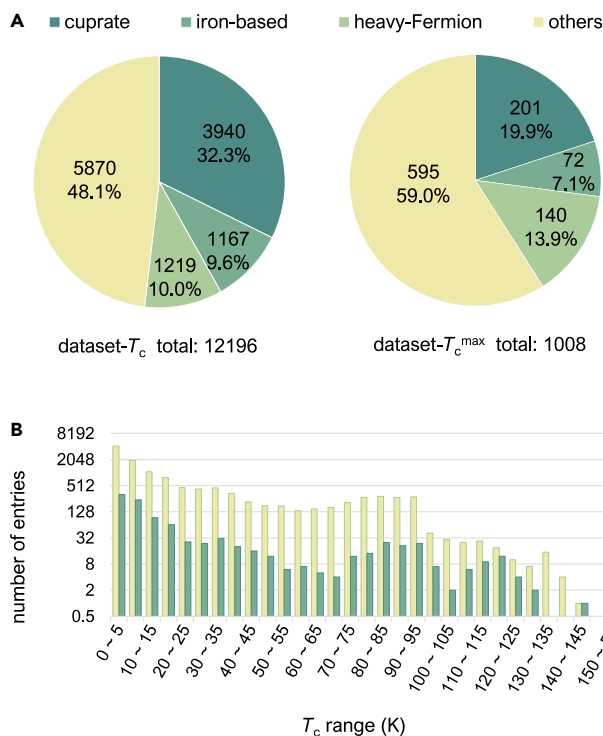 A cuprate iron-based heavy-Fermion others
3940
32.3%
1167
9.6%
1219
10.0%
5870
48.1%
dataset-Tc total: 12196
201
19.9%
72
7.1%
140
13.9%
595
59.0%
dataset-Tcmax total: 1008
B
8192
2048
512
128
32
8
2
0.5
number of entries
0 ~ 5
10 ~ 15
20 ~ 25
30 ~ 35
40 ~ 45
50 ~ 55
60 ~ 65
70 ~ 75
80 ~ 85
90 ~ 95
100 ~ 105
110 ~ 115
120 ~ 125
130 ~ 135
140 ~ 145
Tc range (K)